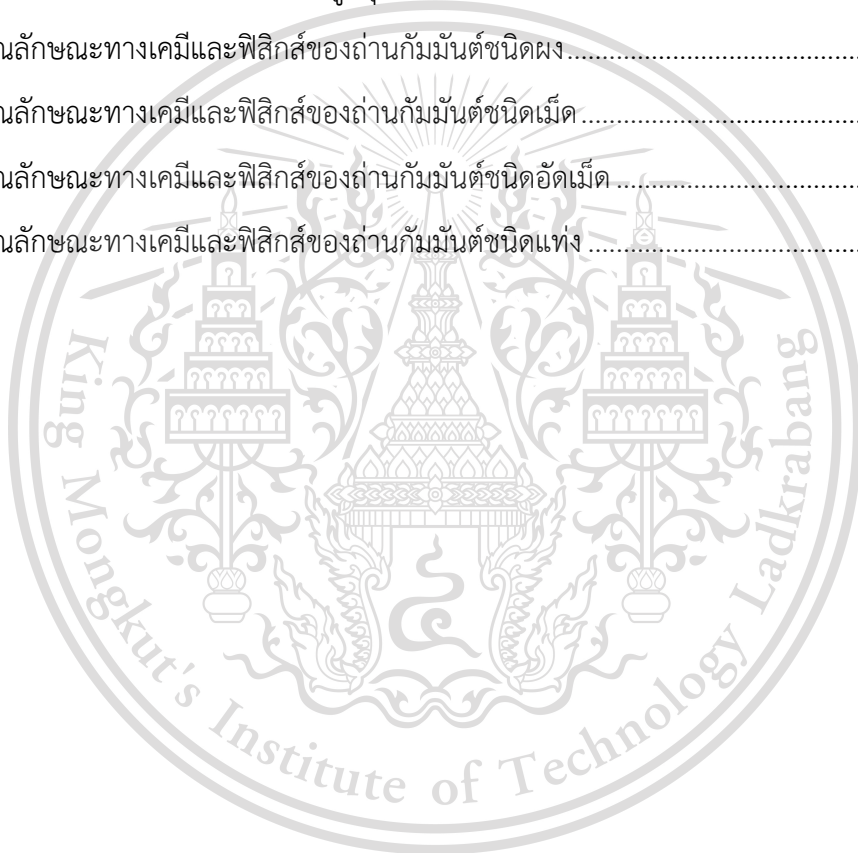 ณลักษณะทางเคมีและฟิสิกส์ของถ่านกัมมันต์ชนิดผง
ณลักษณะทางเคมีและฟิสิกส์ของถ่านกัมมันต์ชนิดเม็ด
ณลักษณะทางเคมีและฟิสิกส์ของถ่านกัมมันต์ชนิดอัดเม็ด
ณลักษณะทางเคมีและฟิสิกส์ของถ่านกัมมันต์ชนิดแท่ง
King Mongkut's Institute of Technology Ladkrabang